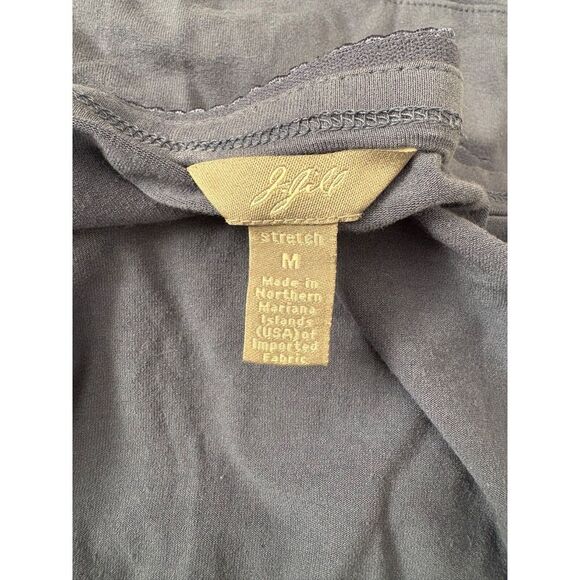 J.Jill
stretch
M
Made in
Northern
Mariana
Islands
(USA) of
Imported
Fabric